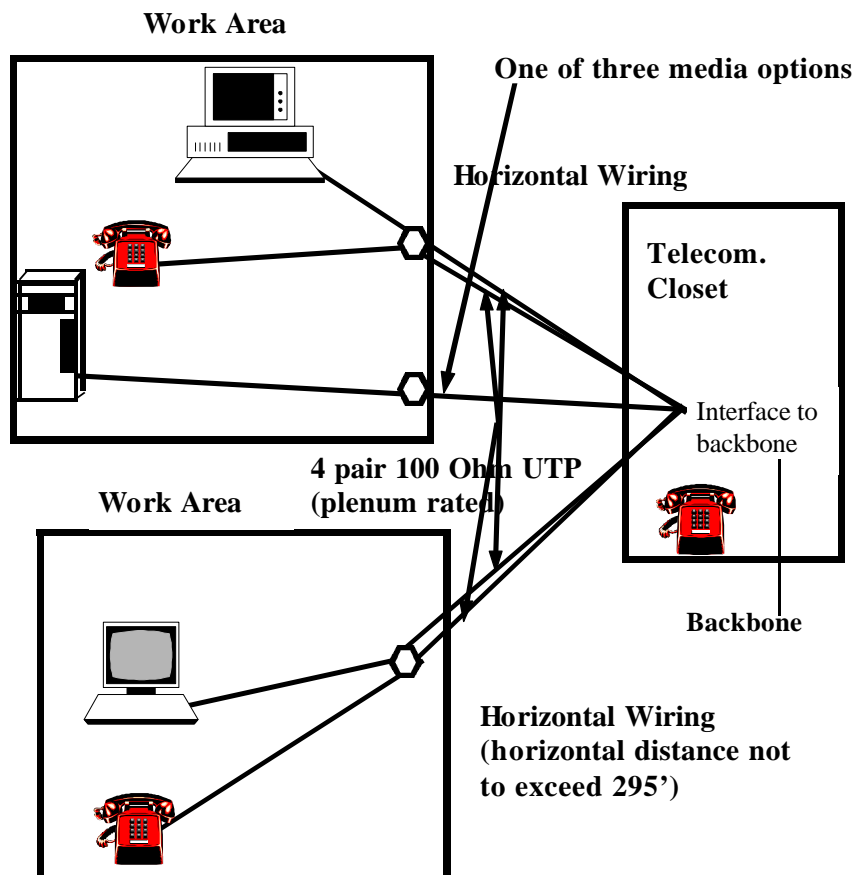 Work Area
One of three media options
Horizontal Wiring
Telecom.
Closet
Interface to
backbone
4 pair 100 Ohm UTP
(plenum rated)
Work Area
Backbone
Horizontal Wiring
(horizontal distance not
to exceed 295’)